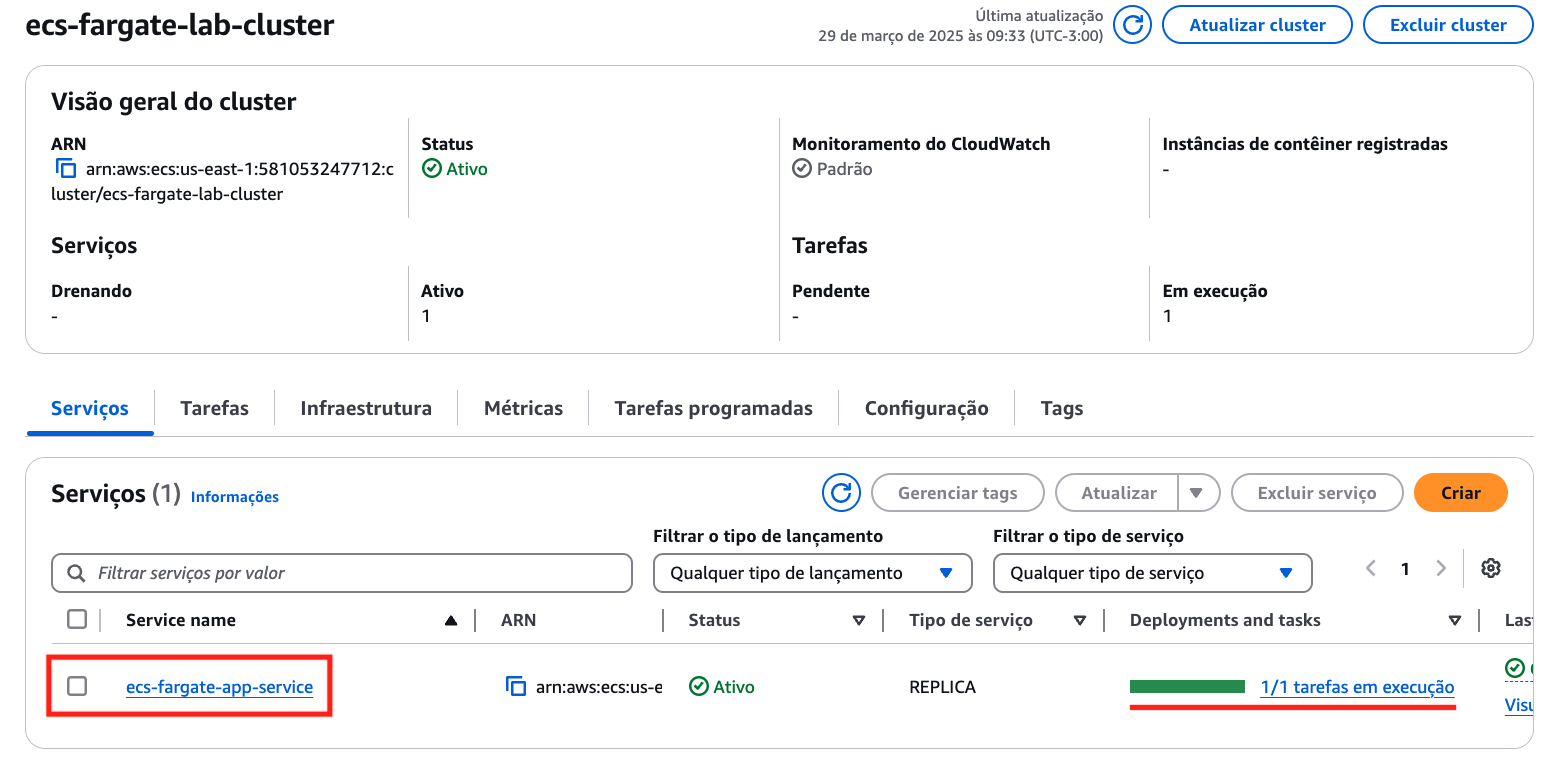 ecs-fargate-lab-cluster
Última atualização
29 de março de 2025 às 09:33 (UTC-3:00)
Atualizar cluster
Excluir cluster
Visão geral do cluster
ARN
arn:aws:ecs:us-east-1:581053247712:c
luster/ecs-fargate-lab-cluster
Status
Ativo
Monitoramento do CloudWatch
Padrão
Instâncias de contêiner registradas
-
Serviços
Tarefas
Drenando
-
Ativo
1
Pendente
-
Em execução
1
Serviços
Tarefas
Infraestrutura
Métricas
Tarefas programadas
Configuração
Tags
Serviços (1) Informações
Gerenciar tags
Atualizar
Excluir serviço
Criar
Filtrar o tipo de lançamento
Filtrar o tipo de serviço
Filtrar serviços por valor
Qualquer tipo de lançamento
Qualquer tipo de serviço
1
Service name
ARN
Status
Tipo de serviço
Deployments and tasks
Las
ecs-fargate-app-service
arn:aws:ecs:us-e
Ativo
REPLICA
1/1 tarefas em execução
Visu